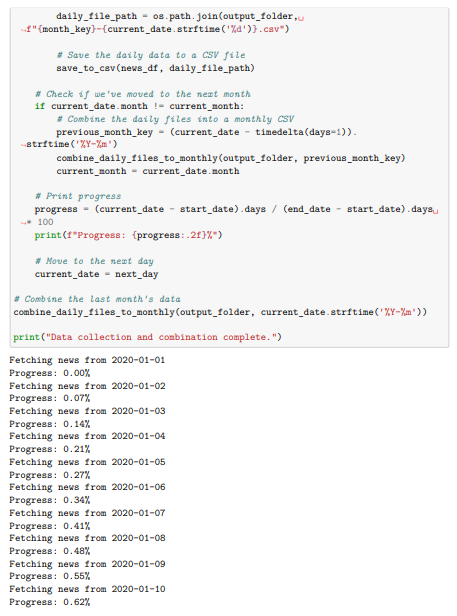 daily_file_path = os.path.join(output_folder,␣
↪f"{month_key}-{current_date.strftime('%d')}.csv")
# Save the daily data to a CSV file
save_to_csv(news_df, daily_file_path)
# Check if we've moved to the next month
if current_date.month != current_month:
# Combine the daily files into a monthly CSV
previous_month_key = (current_date - timedelta(days=1)).
↪strftime('%Y-%m')
combine_daily_files_to_monthly(output_folder, previous_month_key)
current_month = current_date.month
# Print progress
progress = (current_date - start_date).days / (end_date - start_date).days␣
↪* 100
print(f"Progress: {progress:.2f}%")
# Move to the next day
current_date = next_day
# Combine the last month's data
combine_daily_files_to_monthly(output_folder, current_date.strftime('%Y-%m'))
print("Data collection and combination complete.")
Fetching news from 2020-01-01
Progress: 0.00%
Fetching news from 2020-01-02
Progress: 0.07%
Fetching news from 2020-01-03
Progress: 0.14%
Fetching news from 2020-01-04
Progress: 0.21%
Fetching news from 2020-01-05
Progress: 0.27%
Fetching news from 2020-01-06
Progress: 0.34%
Fetching news from 2020-01-07
Progress: 0.41%
Fetching news from 2020-01-08
Progress: 0.48%
Fetching news from 2020-01-09
Progress: 0.55%
Fetching news from 2020-01-10
Progress: 0.62%